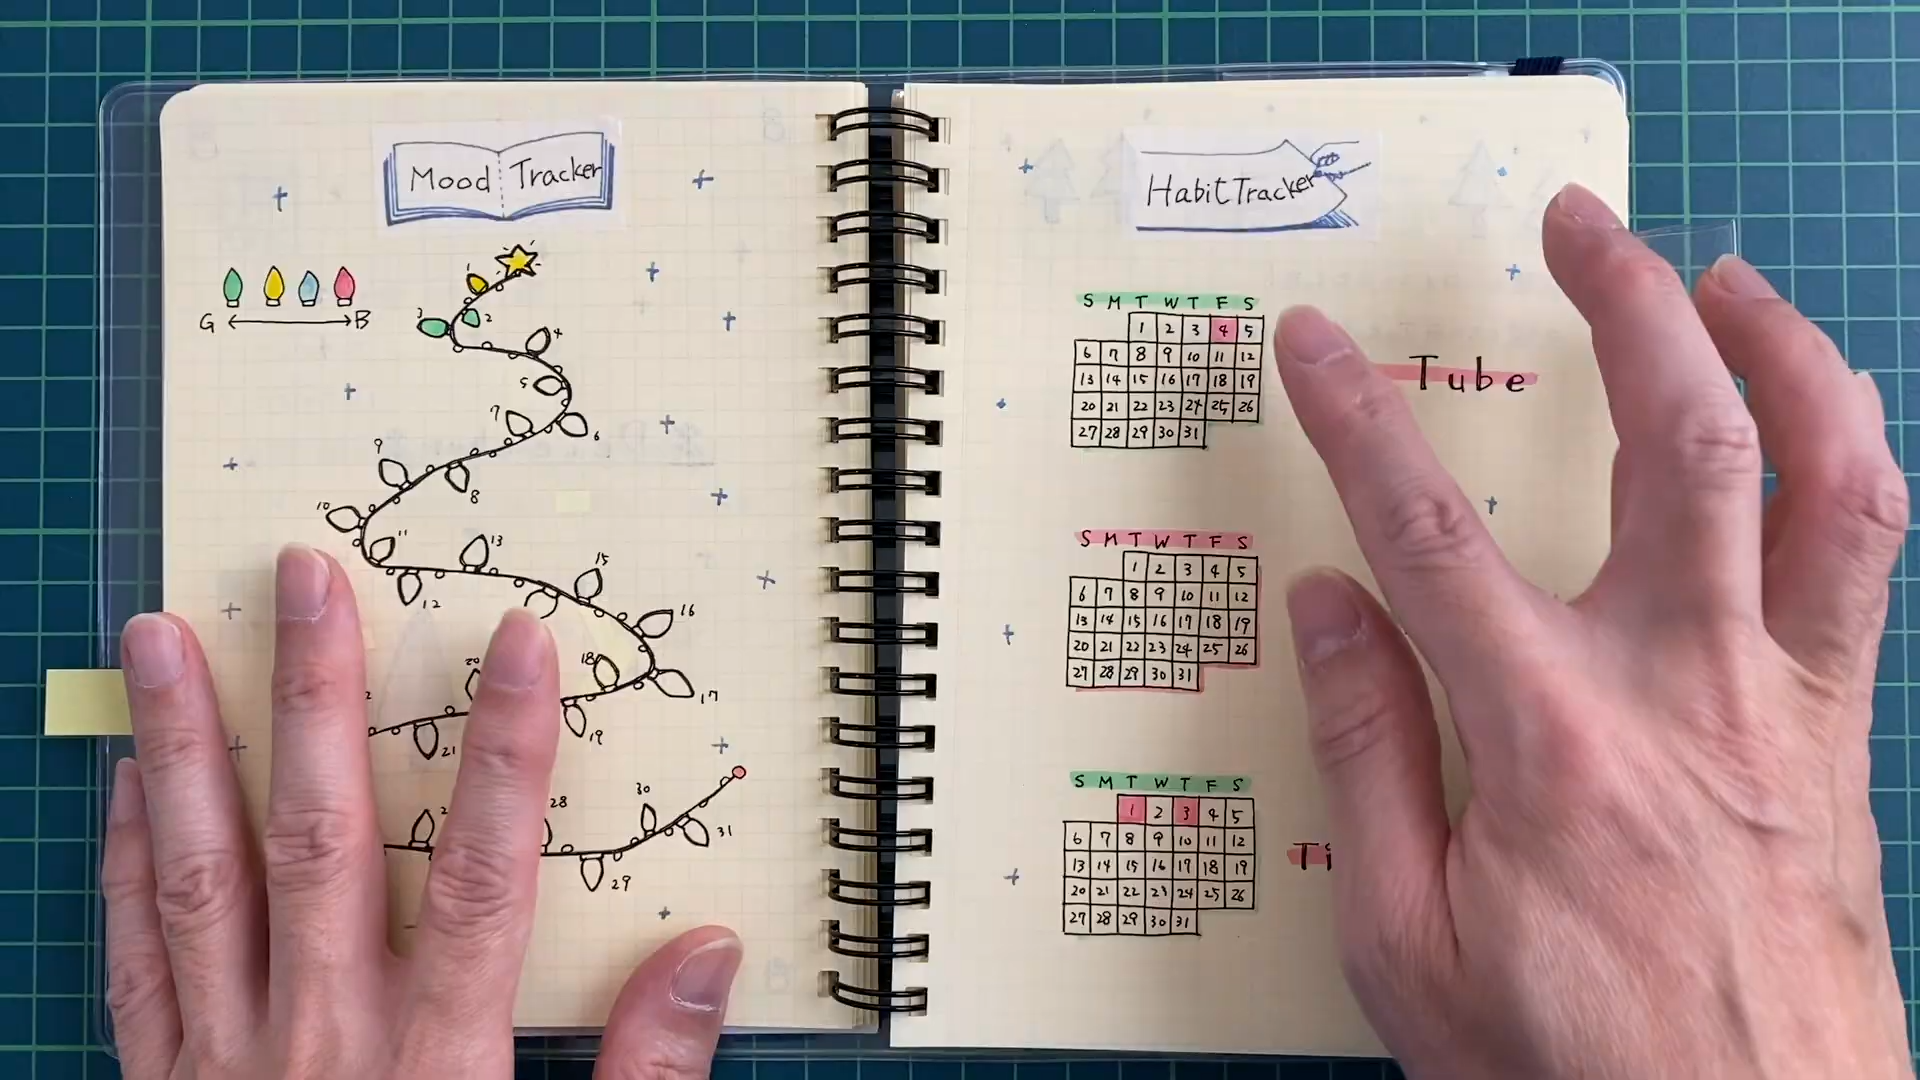 Mood Tracker
G B
1
2
3
4
5
6
7
8
9
10
11
12
13
15
16
17
18
19
20
21
28
29
30
31
Habit Tracker
S M T W T F S
1 2 3 4 5
6 7 8 9 10 11 12
13 14 15 16 17 18 19
20 21 22 23 24 25 26
27 28 29 30 31
Tube
S M T W T F S
1 2 3 4 5
6 7 8 9 10 11 12
13 14 15 16 17 18 19
20 21 22 23 24 25 26
27 28 29 30 31
S M T W T F S
1 2 3 4 5
6 7 8 9 10 11 12
13 14 15 16 17 18 19
20 21 22 23 24 25 26
27 28 29 30 31